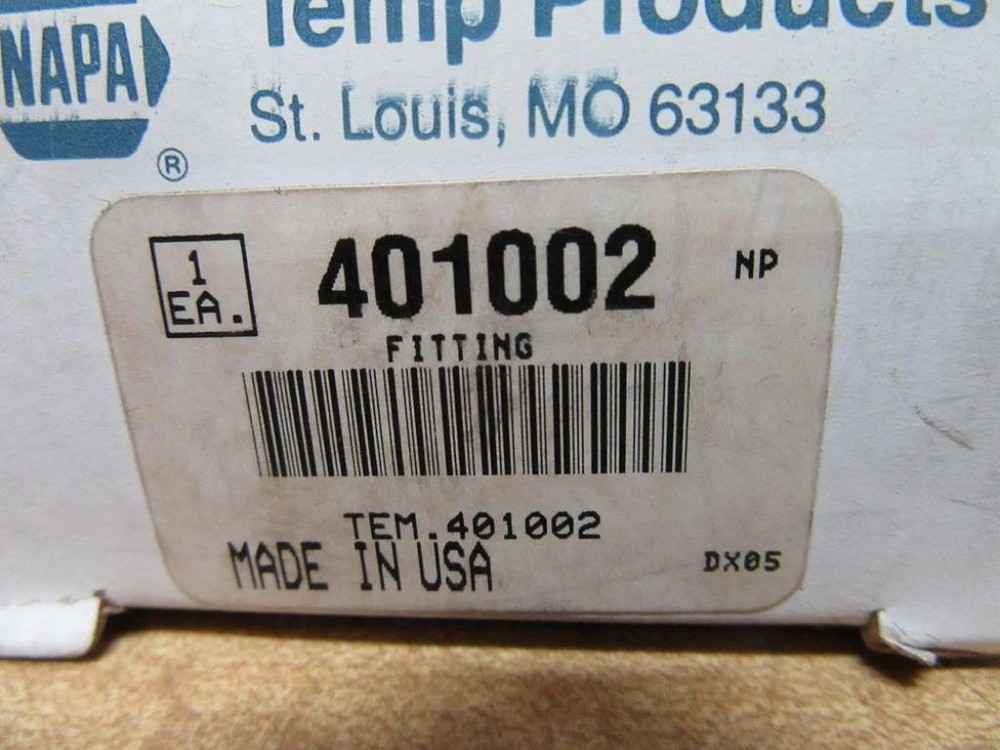 Temp Products
NAPA
®
St. Louis, MO 63133
1
EA.
401002
NP
FITTING
TEM.401002
MADE IN USA
DX05